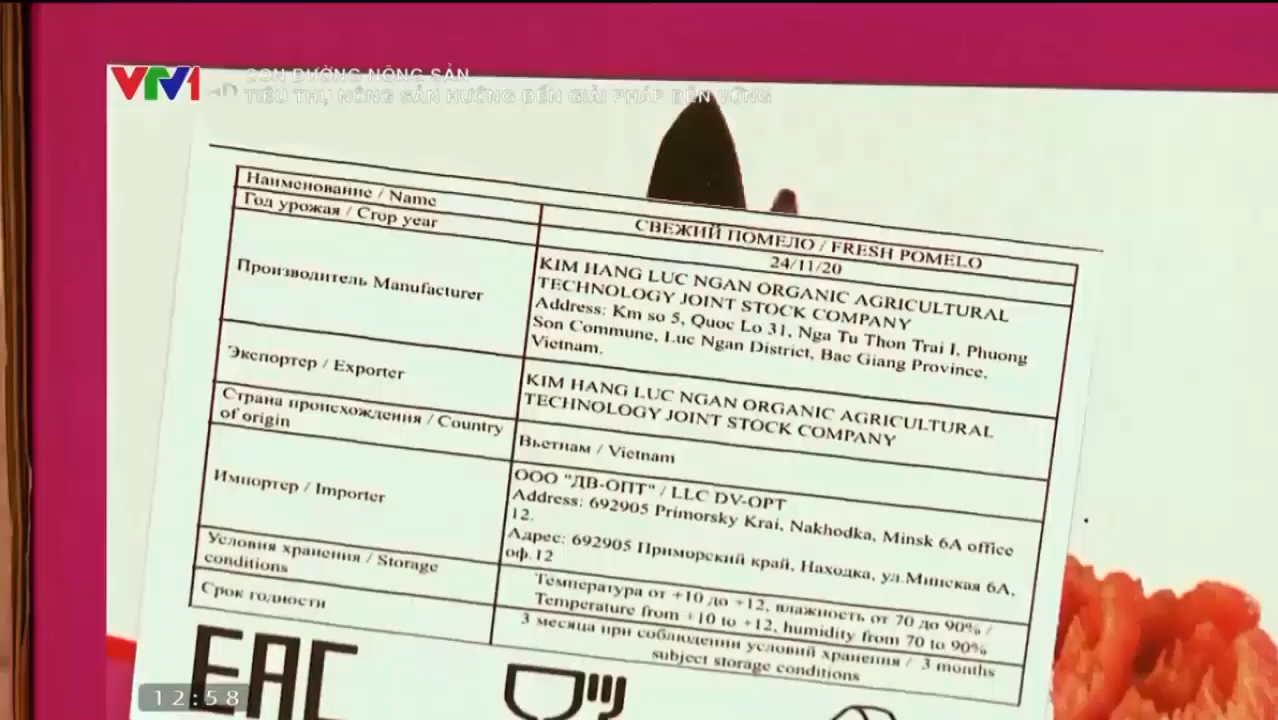 VTV1 HD
CON ĐƯỜNG NÔNG SẢN
TIÊU THỤ NÔNG SẢN HƯỚNG ĐẾN GIẢI PHÁP BỀN VỮNG
Наименование / Name
СВЕЖИЙ ПОМЕЛО / FRESH POMELO
Год урожая / Crop year
24/11/20
Производитель Manufacturer
KIM HANG LUC NGAN ORGANIC AGRICULTURAL
TECHNOLOGY JOINT STOCK COMPANY
Address: Km so 5, Quoc Lo 31, Nga Tu Thon Trai 1, Phuong
Son Commune, Luc Ngan District, Bac Giang Province,
Vietnam.
Экспортер / Exporter
KIM HANG LUC NGAN ORGANIC AGRICULTURAL
TECHNOLOGY JOINT STOCK COMPANY
Страна происхождения / Country
of origin
Вьетнам / Vietnam
Импортер / Importer
ООО "ДВ-ОПТ" / LLC DV-OPT
Address: 692905 Primorsky Krai, Nakhodka, Minsk 6A office
12.
Адрес: 692905 Приморский край, Находка, ул.Минская 6А,
оф.12
Условия хранения / Storage
conditions
Температура от +10 до +12, влажность от 70 до 90% /
Temperature from +10 to +12, humidity from 70 to 90%
Срок годности
3 месяца при соблюдении условий хранения / 3 months
subject storage conditions
EAC
12:58